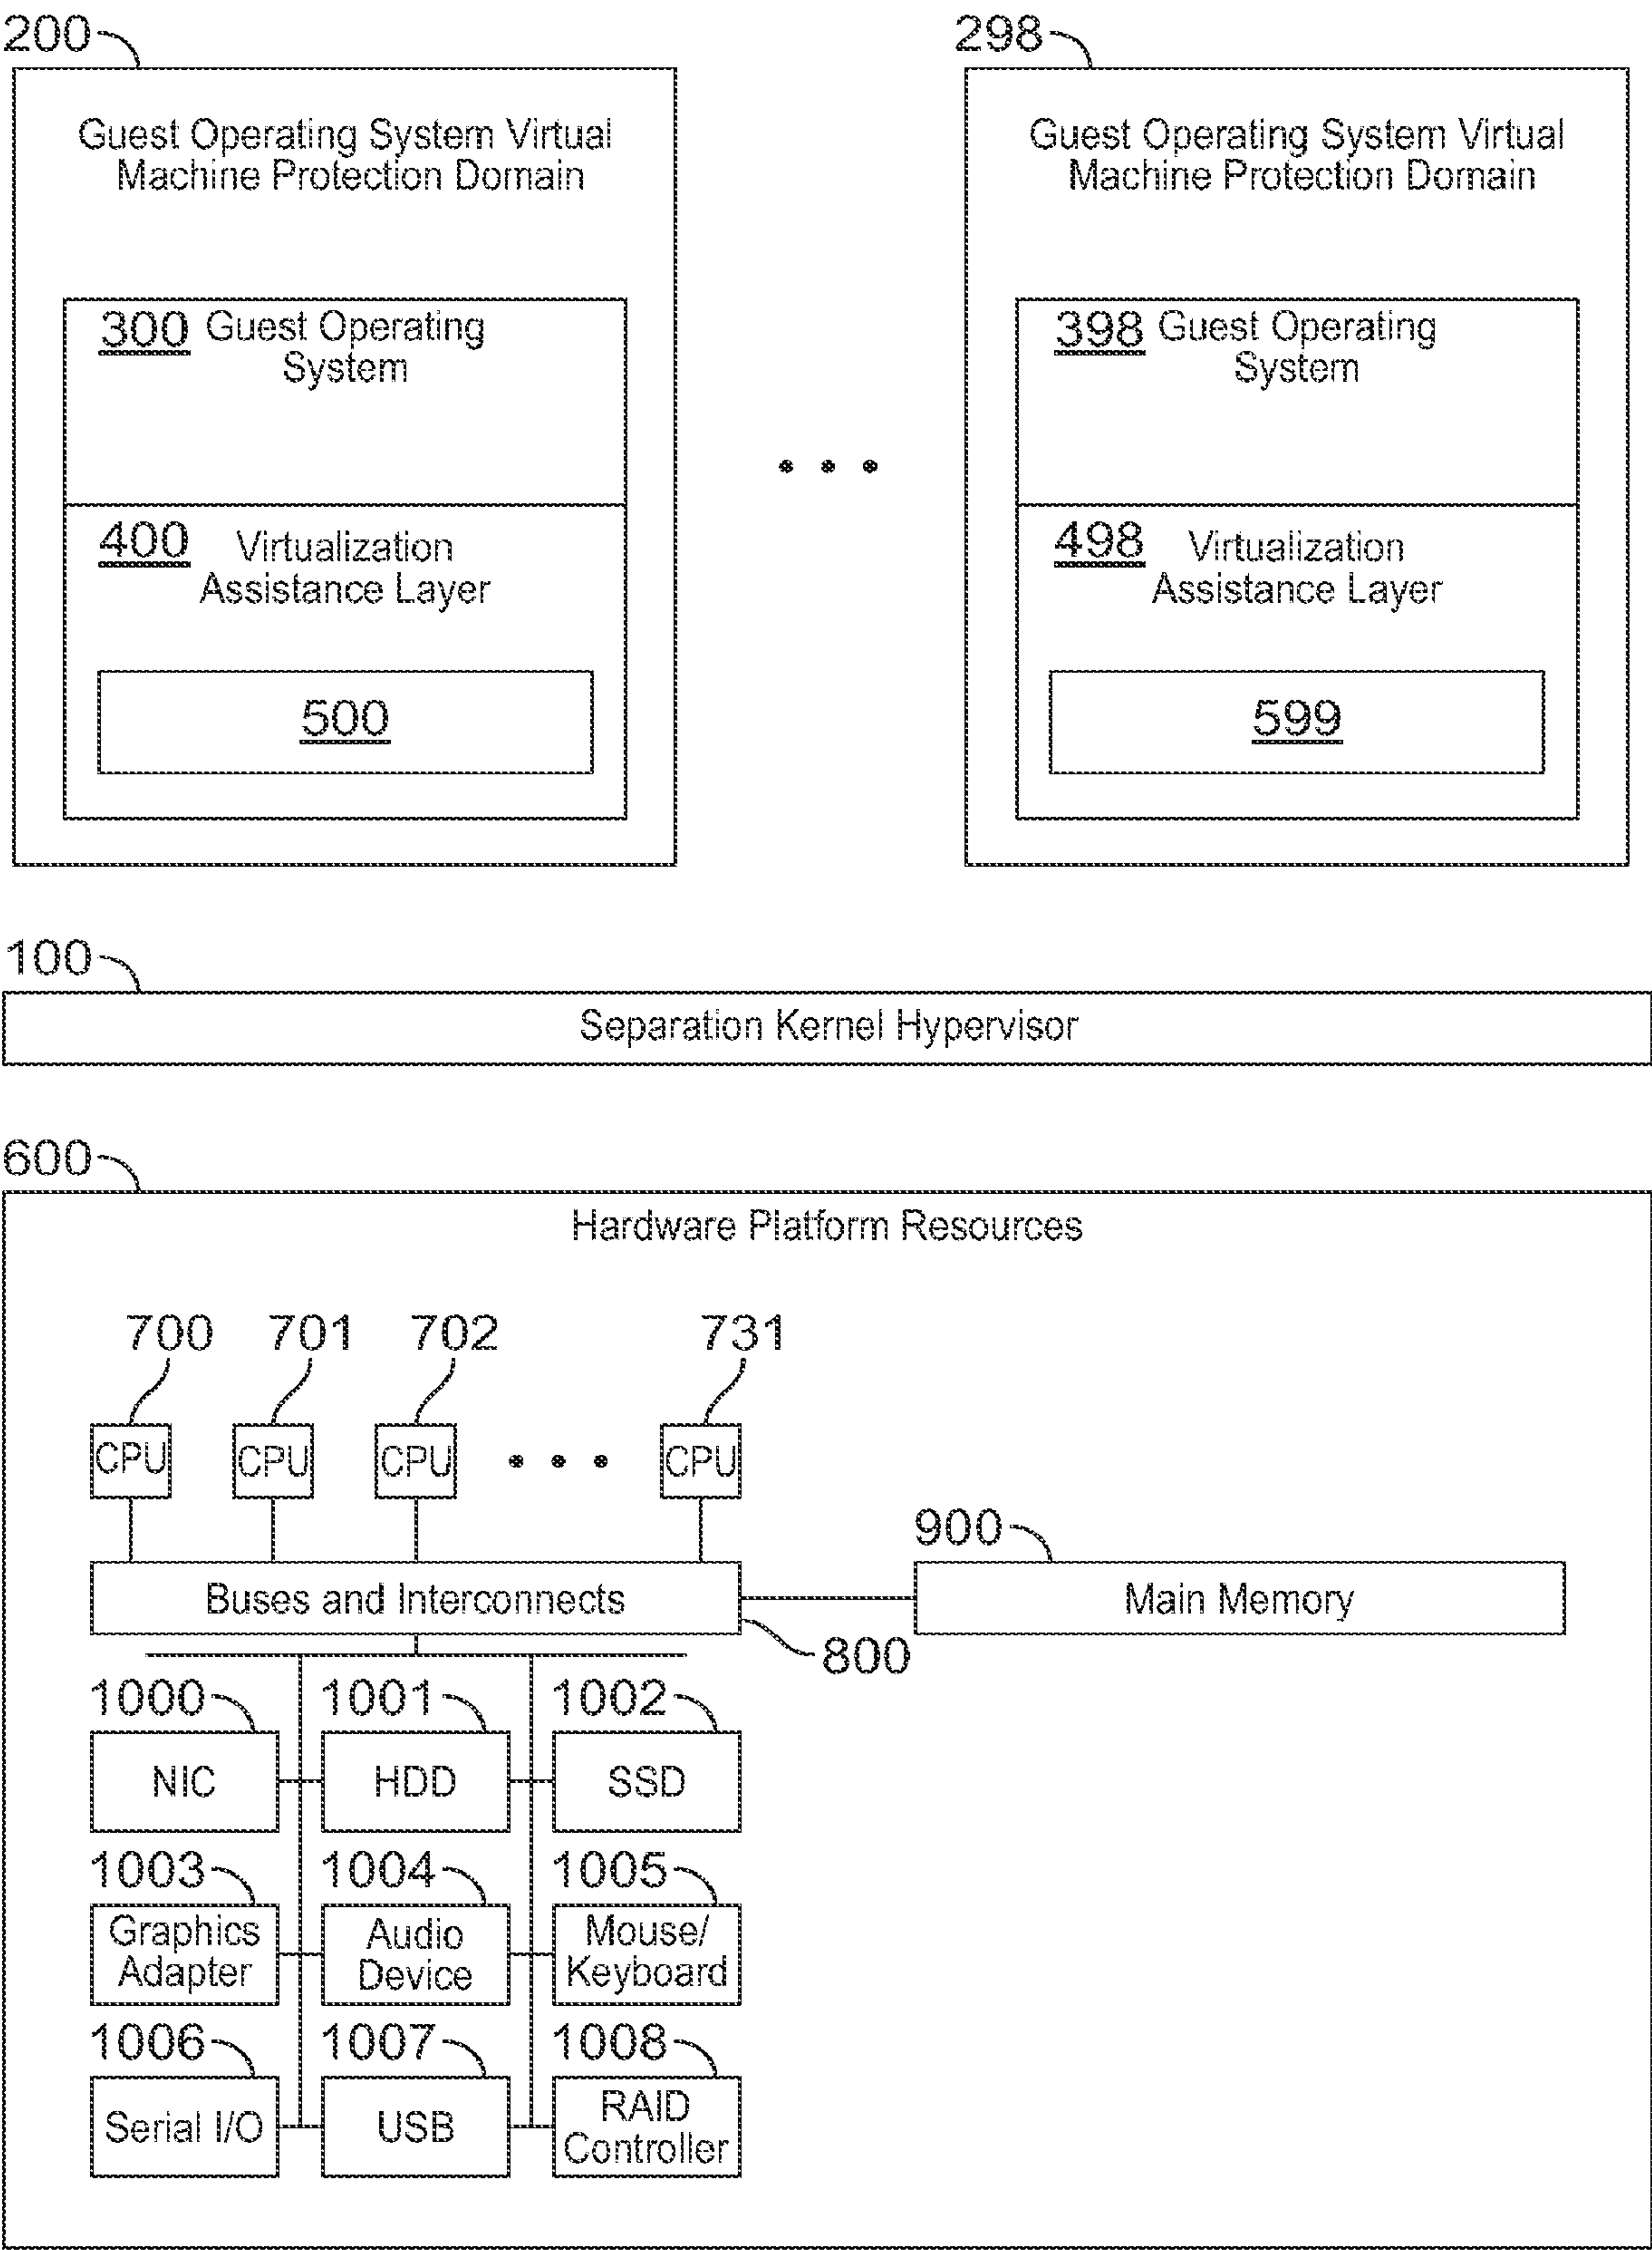 200
298
Guest Operating System Virtual
Machine Protection Domain
Guest Operating System Virtual
Machine Protection Domain
300 Guest Operating
System
398 Guest Operating
System
400 Virtualization
Assistance Layer
498 Virtualization
Assistance Layer
500
599
100
Separation Kernel Hypervisor
600
Hardware Platform Resources
700 701 702 731
CPU CPU CPU CPU
900
Buses and Interconnects
Main Memory
800
1000 1001 1002
NIC HDD SSD
1003 1004 1005
Graphics
Adapter
Audio
Device
Mouse/
Keyboard
1006 1007 1008
Serial I/O
USB
RAID
Controller